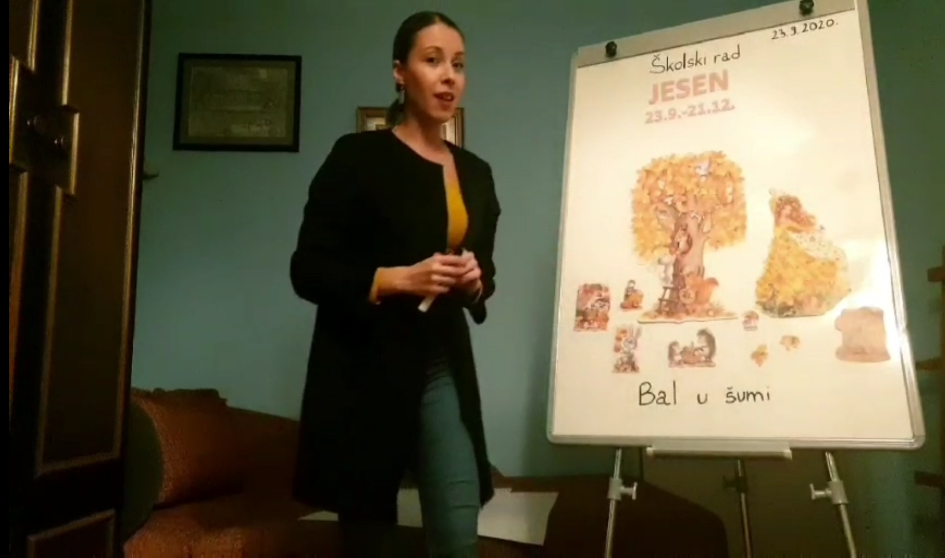 23.9.2020.
Školski rad
JESEN
23.9.-21.12.
Bal u šumi